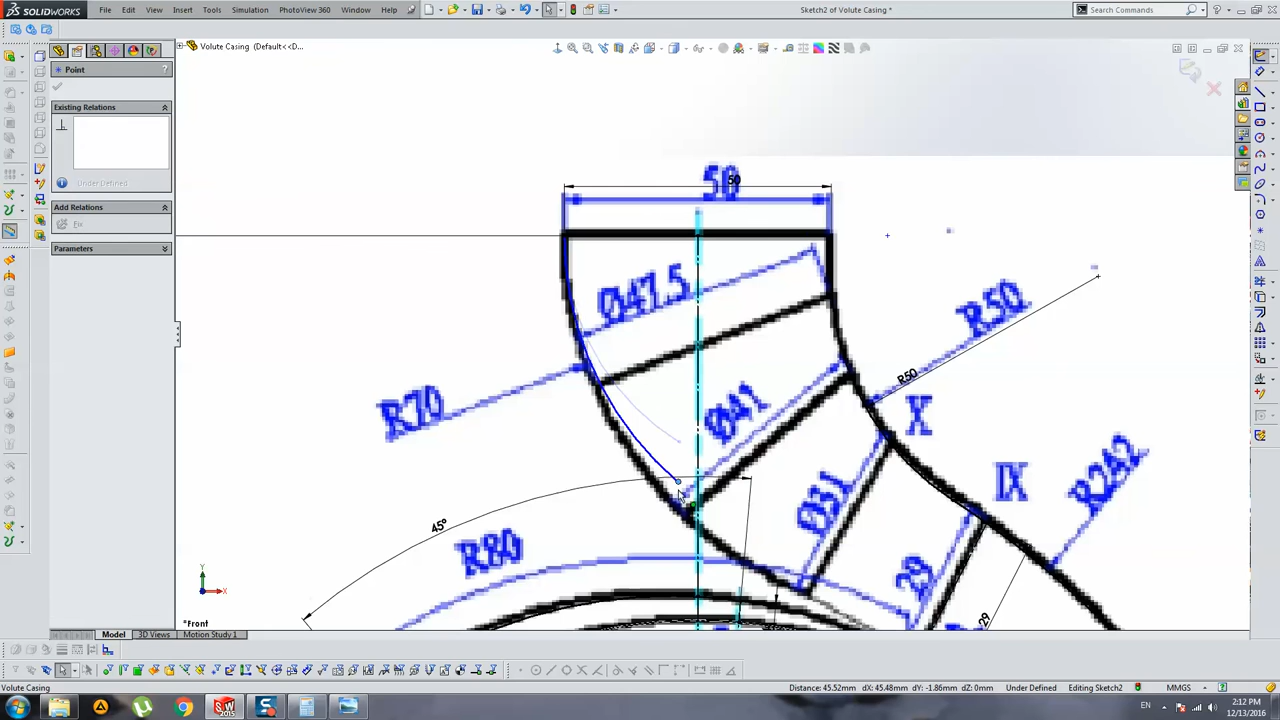 SOLIDWORKS
File Edit View Insert Tools Simulation PhotoView 360 Window Help
Sketch2 of Volute Casing *
Search Commands
Volute Casing (Default<<D...
Point
Existing Relations
Under Defined
Add Relations
Fix
Parameters
50
50
Ø47.5
R50
R50
R70
Ø41
X
Ø31
IX
R242
45°
R80
29
29
Y
X
*Front
Model 3D Views Motion Study 1
Volute Casing
Distance: 45.52mm dX: 45.48mm dY: -1.86mm dZ: 0mm Under Defined Editing Sketch2 MMGS
EN
2:12 PM
12/13/2016